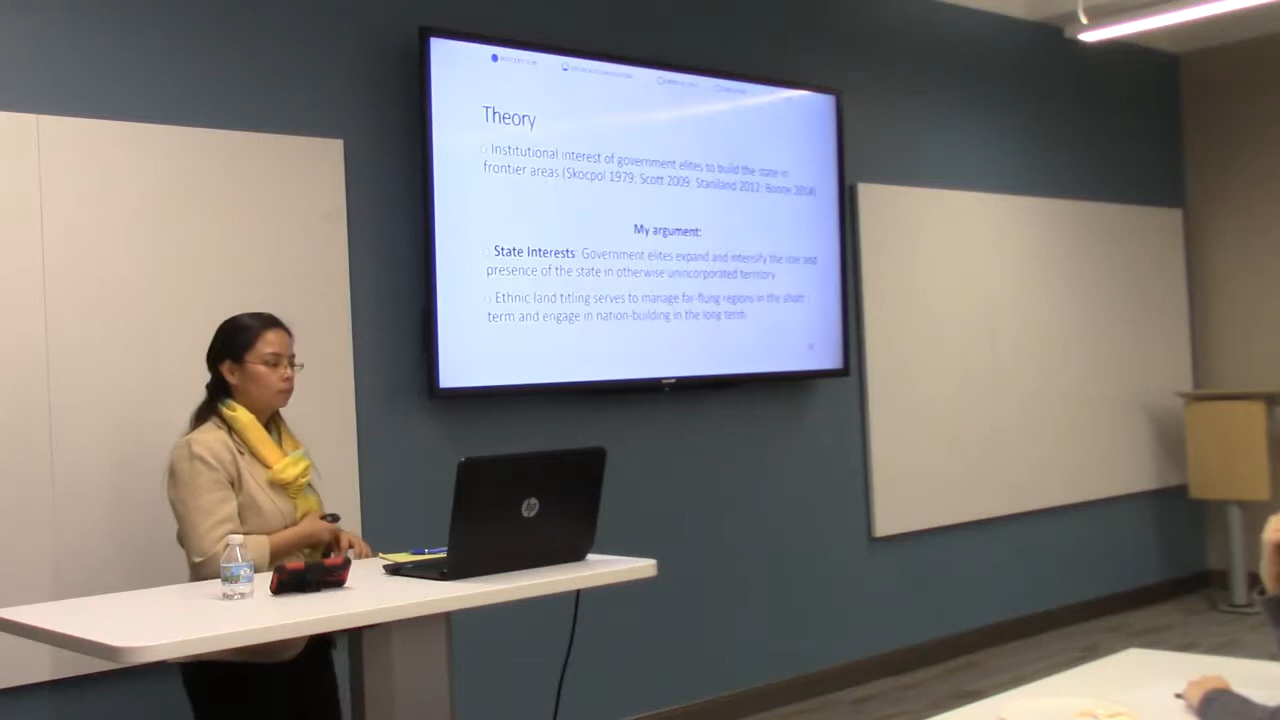 Theory
Institutional interest of government elites to build the state in
frontier areas (Skocpol 1979; Scott 2009; Staniland 2012; Boone 2014)
My argument:
State Interests: Government elites expand and intensify the role and
presence of the state in otherwise unincorporated territory
Ethnic land titling serves to manage far-flung regions in the short
term and engage in nation-building in the long term
hp